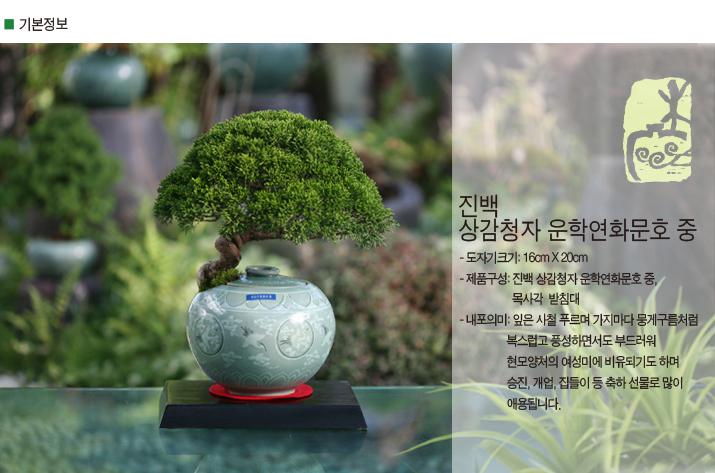 기본정보
진백
상감청자 운학연화문호 중
- 도자기크기: 16cm X 20cm
- 제품구성: 진백 상감청자 운학연화문호 중,
목사각 받침대
- 내포의미: 잎은 사철 푸르며 가지마다 뭉게구름처럼
복스럽고 풍성하면서도 부드러워
현모양처의 여성미에 비유되기도 하며
승진, 개업, 집들이 등 축하 선물로 많이
애용됩니다.